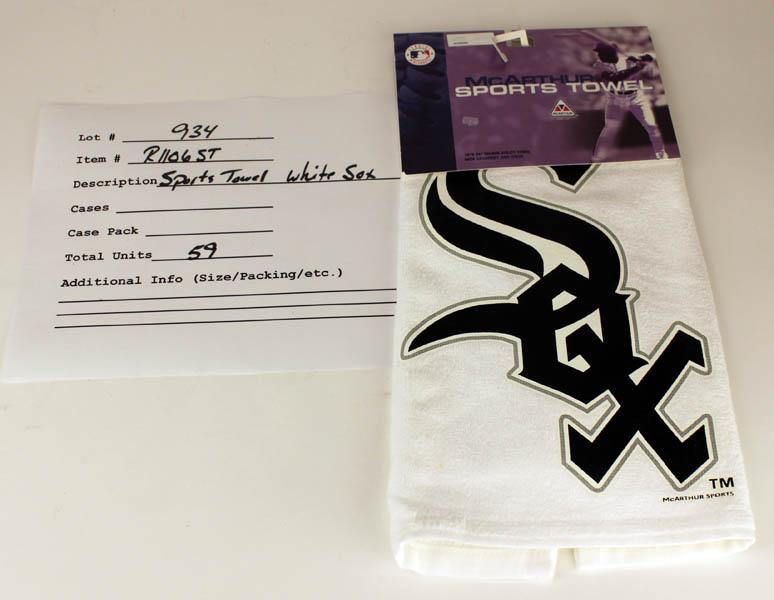 Lot # 934
Item # R1106ST
Description Sports Towel White Sox
Cases
Case Pack
Total Units 59
Additional Info (Size/Packing/etc.)
McARTHUR
SPORTS TOWEL
Sox
TM
McARTHUR SPORTS